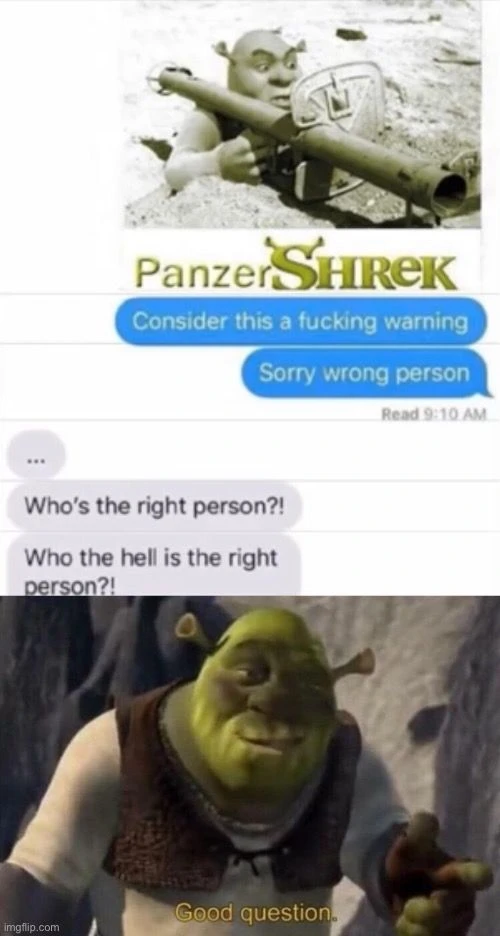 PanzerSHREK
Consider this a fucking warning
Sorry wrong person
Read 9:10 AM
...
Who's the right person?!
Who the hell is the right
person?!
Good question.
imgflip.com